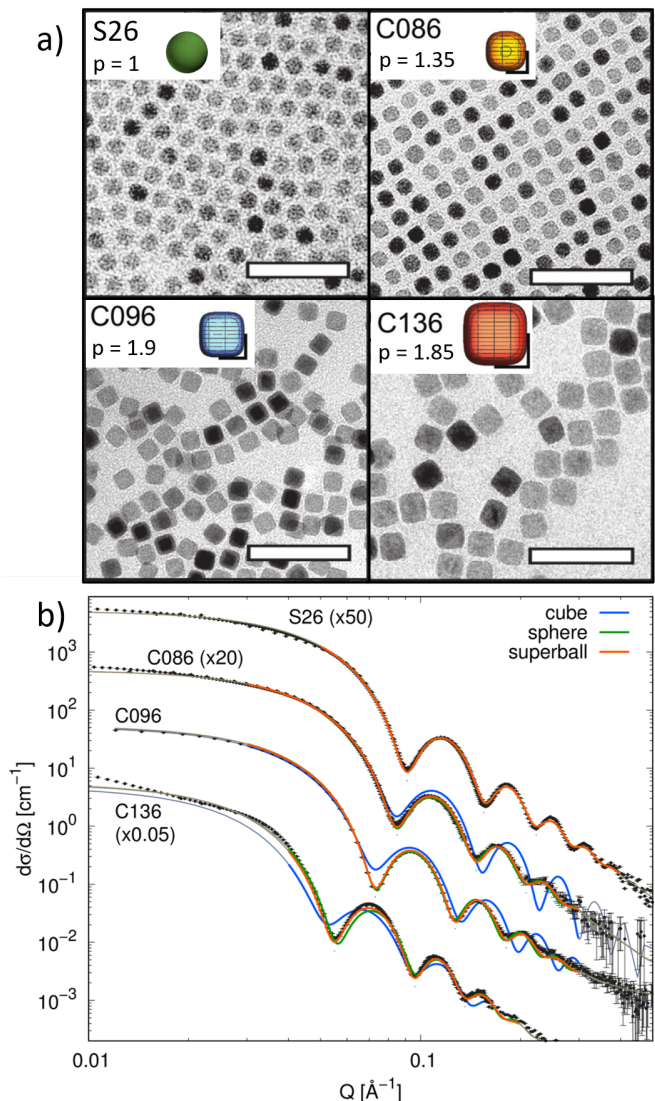 a)
S26
p = 1
C086
p = 1.35
C096
p = 1.9
C136
p = 1.85
b)
S26 (x50)
C086 (x20)
C096
C136
(x0.05)
cube
sphere
superball
dσ/dΩ [cm⁻¹]
10³
10²
10¹
10⁰
10⁻¹
10⁻²
10⁻³
0.01
0.1
Q [Å⁻¹]